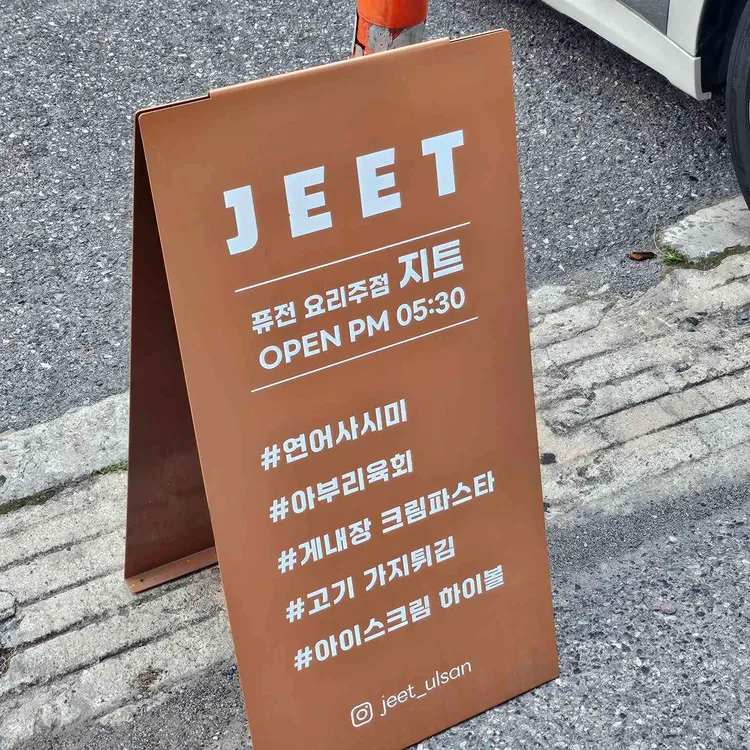 JEET
퓨전 요리주점 지트
OPEN PM 05:30
#연어사시미
#아부리육회
#게내장 크림파스타
#고기 가지튀김
#아이스크림 하이볼
jeet_ulsan